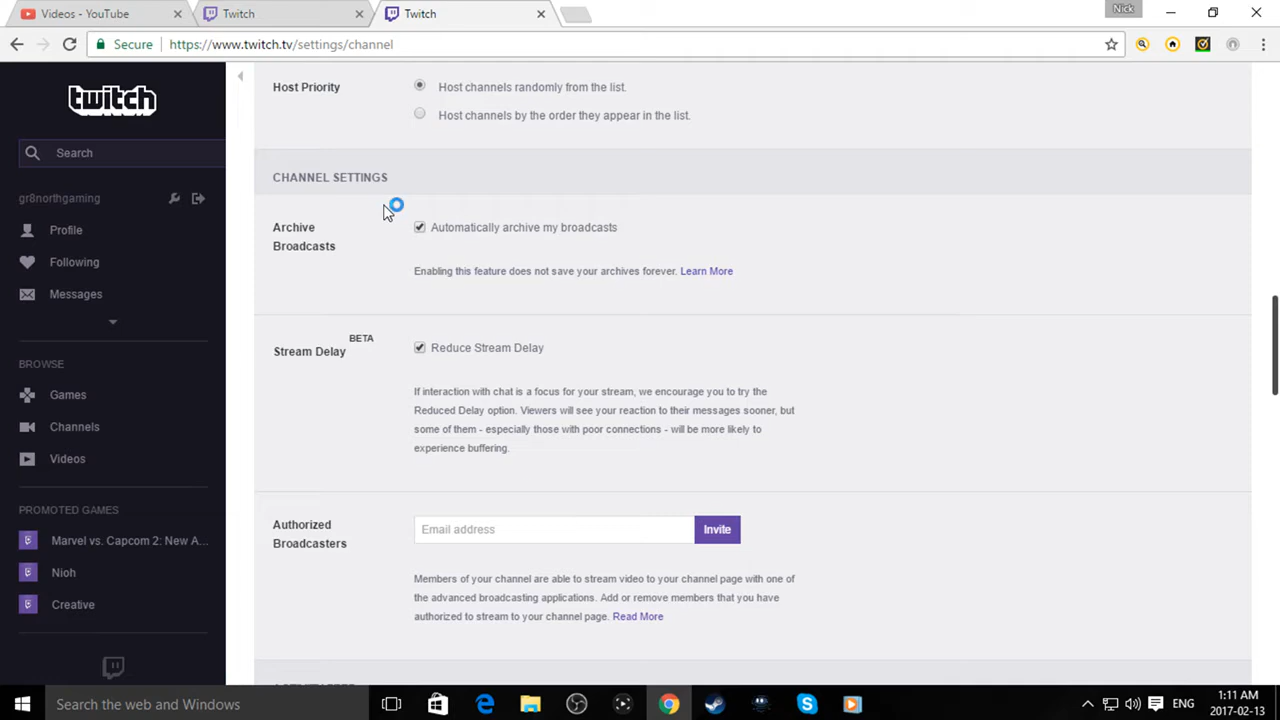 Videos - YouTube
Twitch
Twitch
Nick
Secure
https://www.twitch.tv/settings/channel
twitch
Search
gr8northgaming
Profile
Following
Messages
BROWSE
Games
Channels
Videos
PROMOTED GAMES
Marvel vs. Capcom 2: New A...
Nioh
Creative
Host Priority
Host channels randomly from the list.
Host channels by the order they appear in the list.
CHANNEL SETTINGS
Archive
Broadcasts
Automatically archive my broadcasts
Enabling this feature does not save your archives forever. Learn More
BETA
Stream Delay
Reduce Stream Delay
If interaction with chat is a focus for your stream, we encourage you to try the
Reduced Delay option. Viewers will see your reaction to their messages sooner, but
some of them - especially those with poor connections - will be more likely to
experience buffering.
Authorized
Broadcasters
Email address
Invite
Members of your channel are able to stream video to your channel page with one of
the advanced broadcasting applications. Add or remove members that you have
authorized to stream to your channel page. Read More
Search the web and Windows
ENG
1:11 AM
2017-02-13